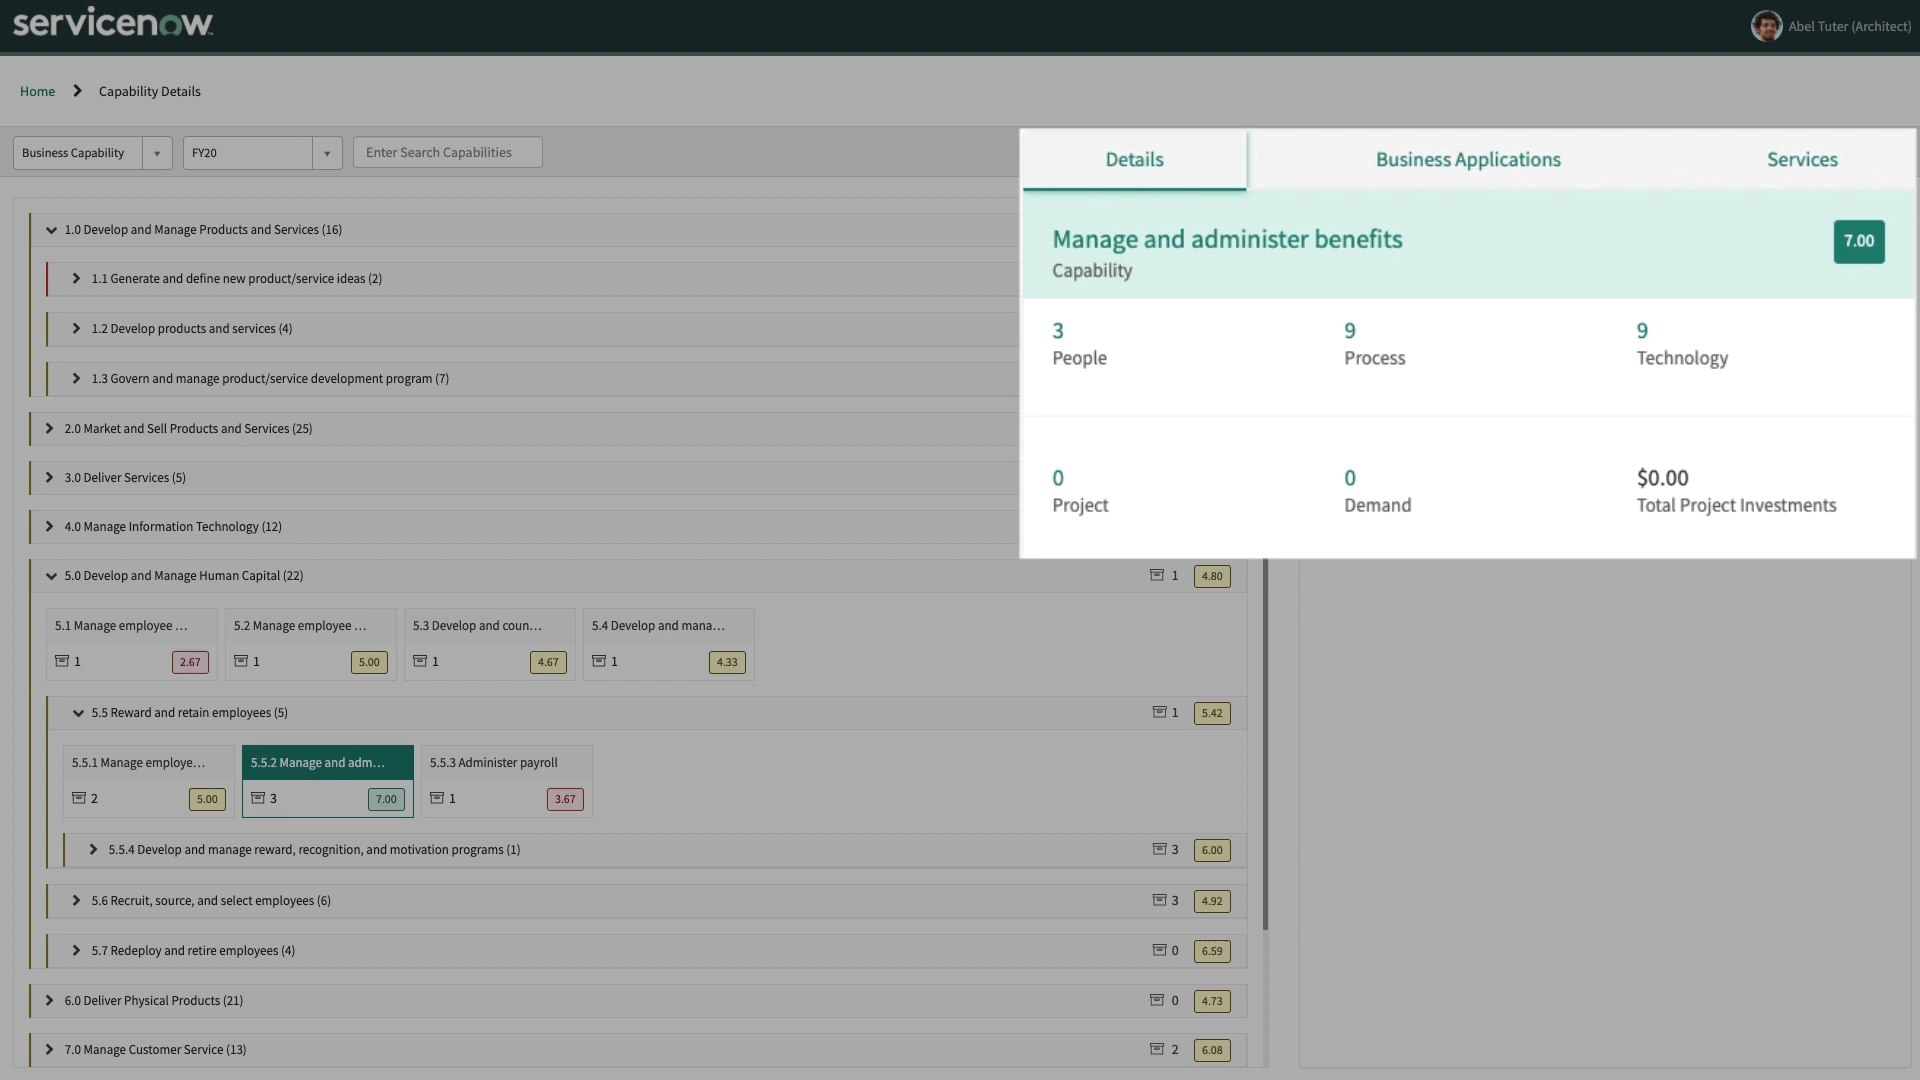 servicenow
Abel Tuter (Architect)
Home Capability Details
Business Capability FY20 Enter Search Capabilities
Details Business Applications Services
Manage and administer benefits 7.00
Capability
3 9 9
People Process Technology
0 0 $0.00
Project Demand Total Project Investments
1.0 Develop and Manage Products and Services (16)
1.1 Generate and define new product/service ideas (2)
1.2 Develop products and services (4)
1.3 Govern and manage product/service development program (7)
2.0 Market and Sell Products and Services (25)
3.0 Deliver Services (5)
4.0 Manage Information Technology (12)
5.0 Develop and Manage Human Capital (22) 1 4.80
5.1 Manage employee ... 5.2 Manage employee ... 5.3 Develop and coun... 5.4 Develop and mana...
1 2.67 1 5.00 1 4.67 1 4.33
5.5 Reward and retain employees (5) 1 5.42
5.5.1 Manage employe... 5.5.2 Manage and adm... 5.5.3 Administer payroll
2 5.00 3 7.00 1 3.67
5.5.4 Develop and manage reward, recognition, and motivation programs (1) 3 6.00
5.6 Recruit, source, and select employees (6) 3 4.92
5.7 Redeploy and retire employees (4) 0 6.59
6.0 Deliver Physical Products (21) 0 4.73
7.0 Manage Customer Service (13) 2 6.08